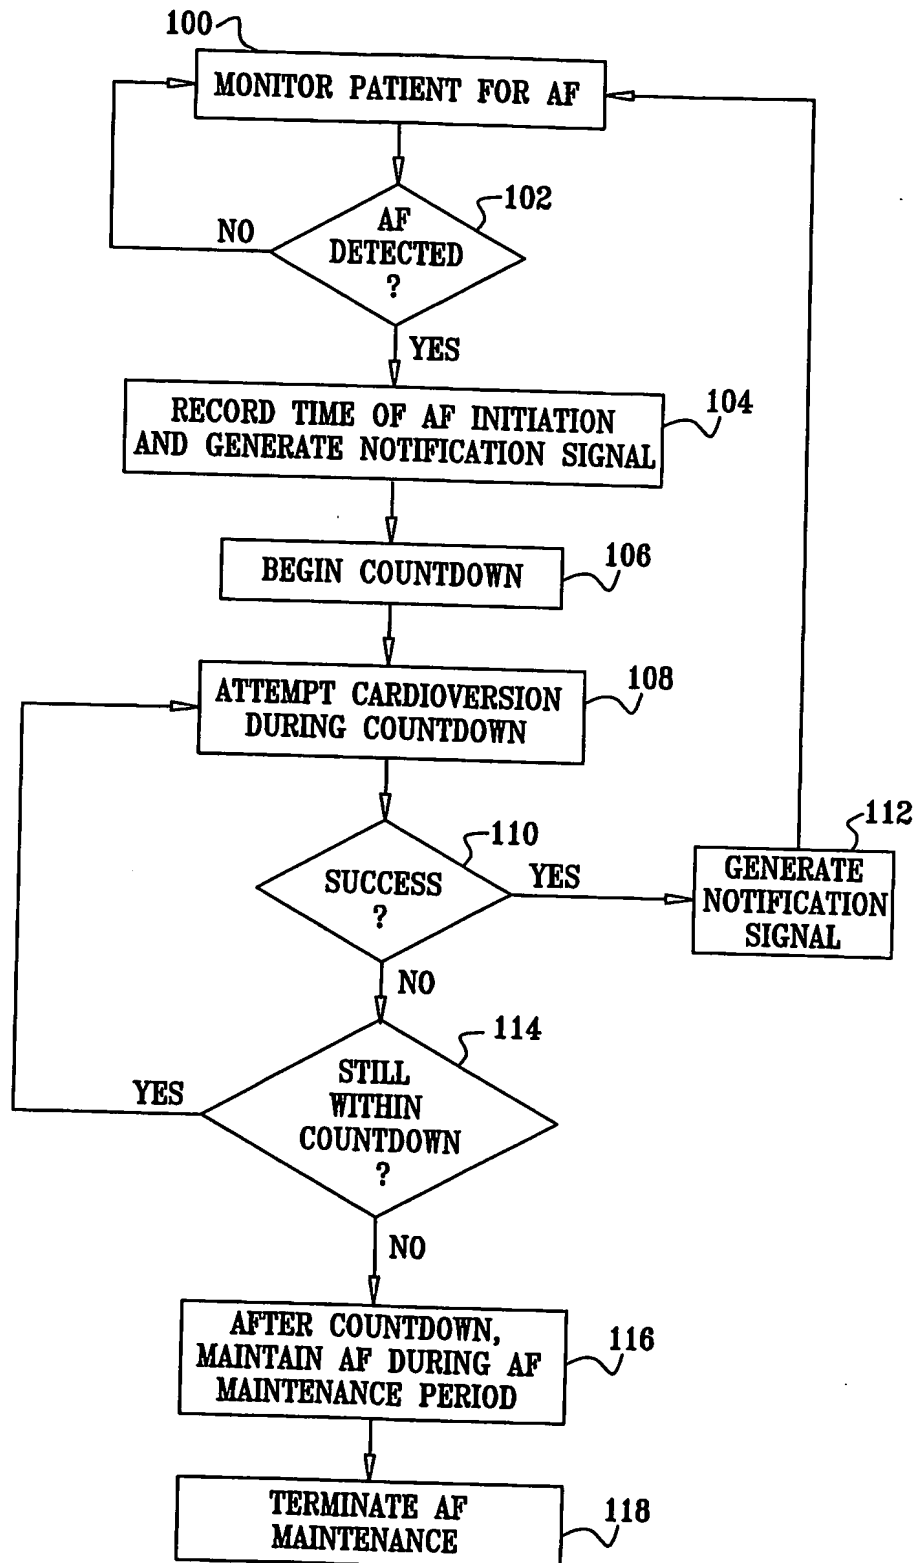 100
MONITOR PATIENT FOR AF
102
AF
DETECTED
?
NO
YES
104
RECORD TIME OF AF INITIATION
AND GENERATE NOTIFICATION SIGNAL
106
BEGIN COUNTDOWN
108
ATTEMPT CARDIOVERSION
DURING COUNTDOWN
110
SUCCESS
?
YES
112
GENERATE
NOTIFICATION
SIGNAL
NO
114
STILL
WITHIN
COUNTDOWN
?
YES
NO
116
AFTER COUNTDOWN,
MAINTAIN AF DURING AF
MAINTENANCE PERIOD
118
TERMINATE AF
MAINTENANCE